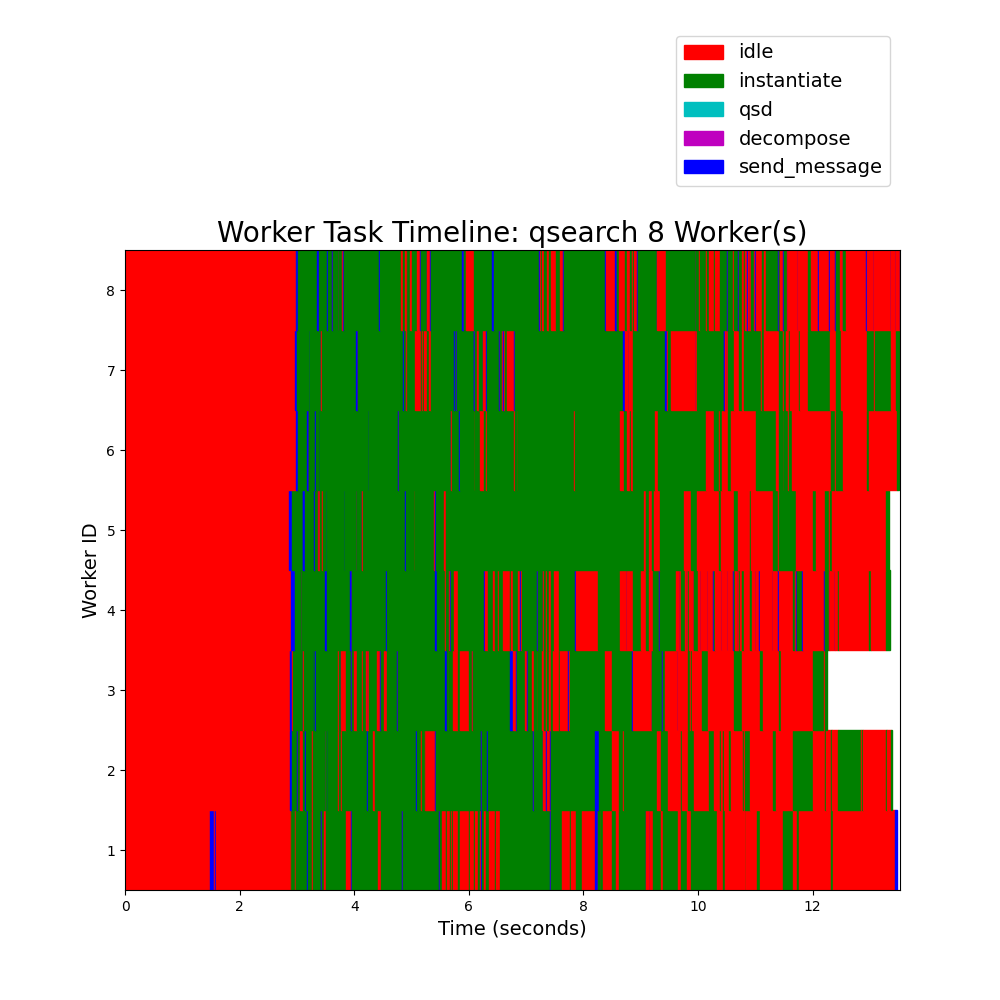 idle
instantiate
qsd
decompose
send_message
Worker Task Timeline: qsearch 8 Worker(s)
8
7
6
5
4
3
2
1
Worker ID
0 2 4 6 8 10 12
Time (seconds)